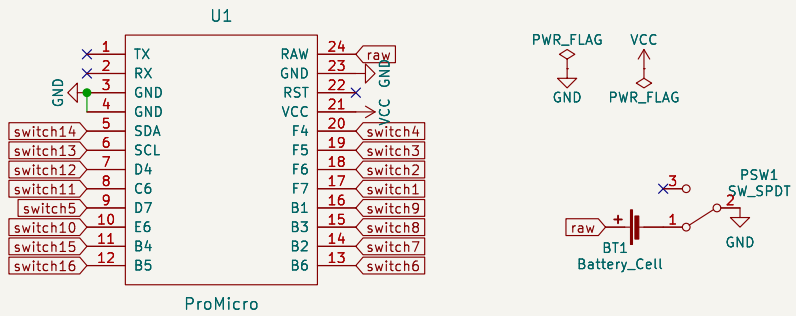 U1
1 TX
2 RX
3 GND
4 GND
GND
switch14 5 SDA
switch13 6 SCL
switch12 7 D4
switch11 8 C6
switch5 9 D7
switch10 10 E6
switch15 11 B4
switch16 12 B5
RAW 24 raw
GND 23 GND
RST 22
VCC 21 VCC
F4 20 switch4
F5 19 switch3
F6 18 switch2
F7 17 switch1
B1 16 switch9
B3 15 switch8
B2 14 switch7
B6 13 switch6
ProMicro
PWR_FLAG
GND
VCC
PWR_FLAG
PSW1
SW_SPDT
3
2
1
GND
raw
+
BT1
Battery_Cell